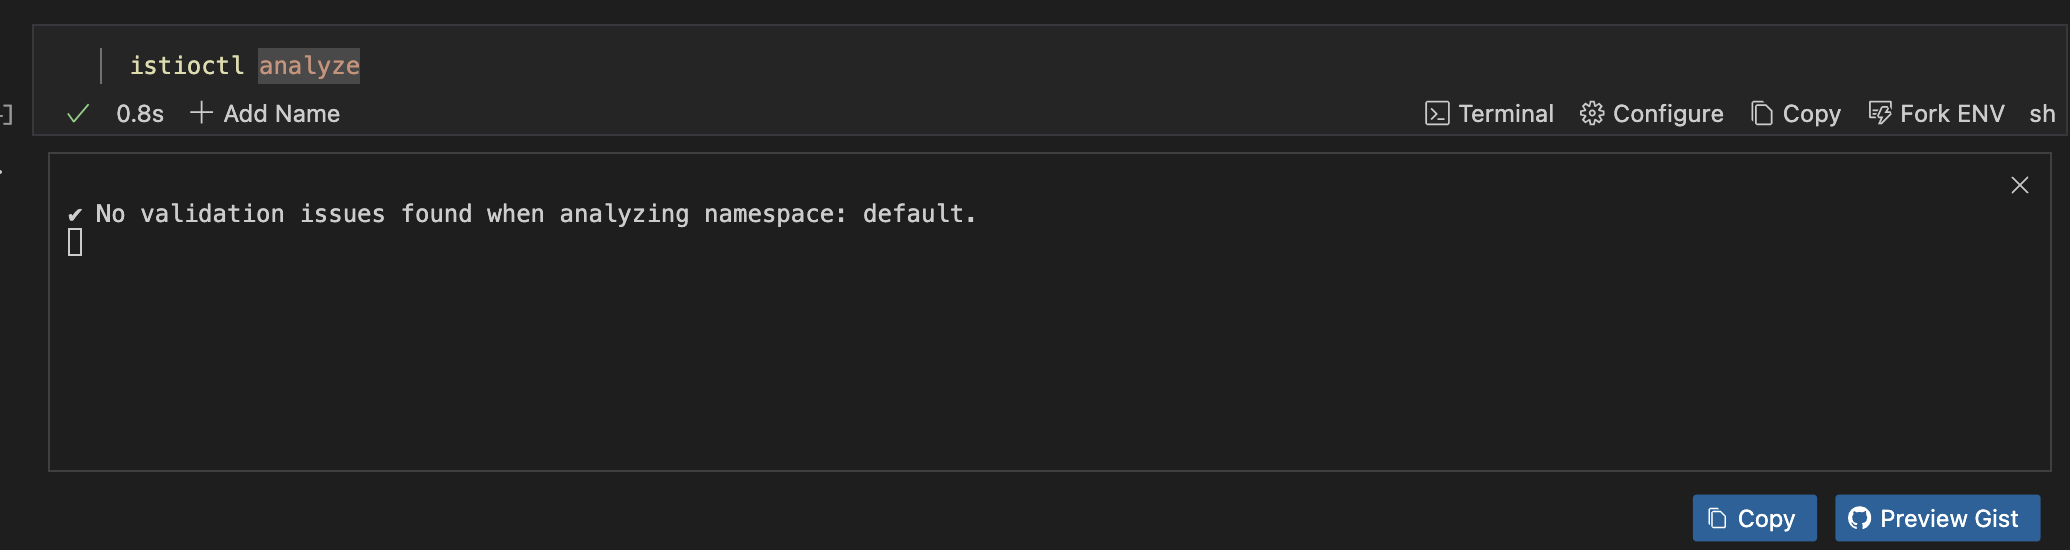 istioctl analyze
0.8s + Add Name Terminal Configure Copy Fork ENV sh
✔ No validation issues found when analyzing namespace: default.
Copy Preview Gist